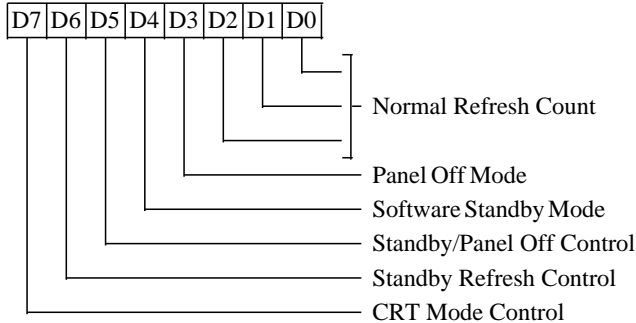 D7 D6 D5 D4 D3 D2 D1 D0
Normal Refresh Count
Panel Off Mode
Software Standby Mode
Standby/Panel Off Control
Standby Refresh Control
CRT Mode Control